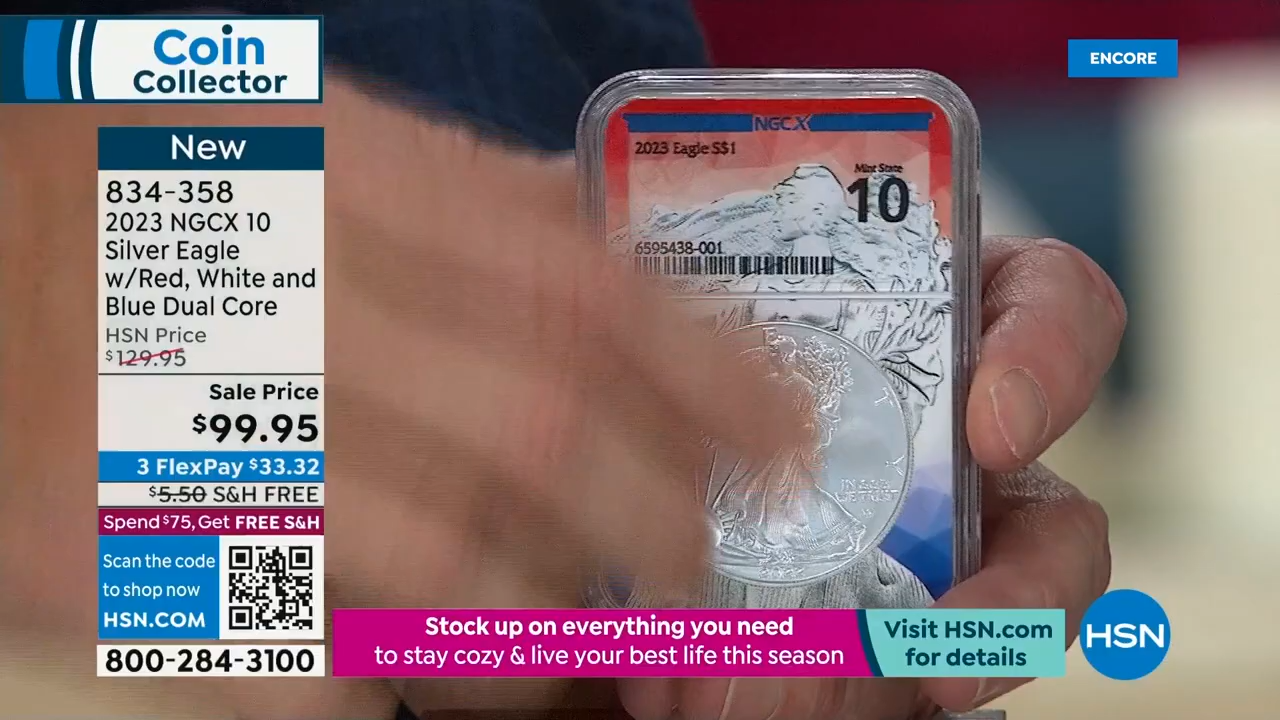 Coin
Collector
ENCORE
New
834-358
2023 NGCX 10
Silver Eagle
w/Red, White and
Blue Dual Core
HSN Price
$129.95
Sale Price
$99.95
3 FlexPay $33.32
$5.50 S&H FREE
Spend $75, Get FREE S&H
Scan the code
to shop now
HSN.COM
800-284-3100
NGCX
2023 Eagle S$1
Mint State
10
6595438-001
IN GOD
WE TRUST
Stock up on everything you need
to stay cozy & live your best life this season
Visit HSN.com
for details
HSN